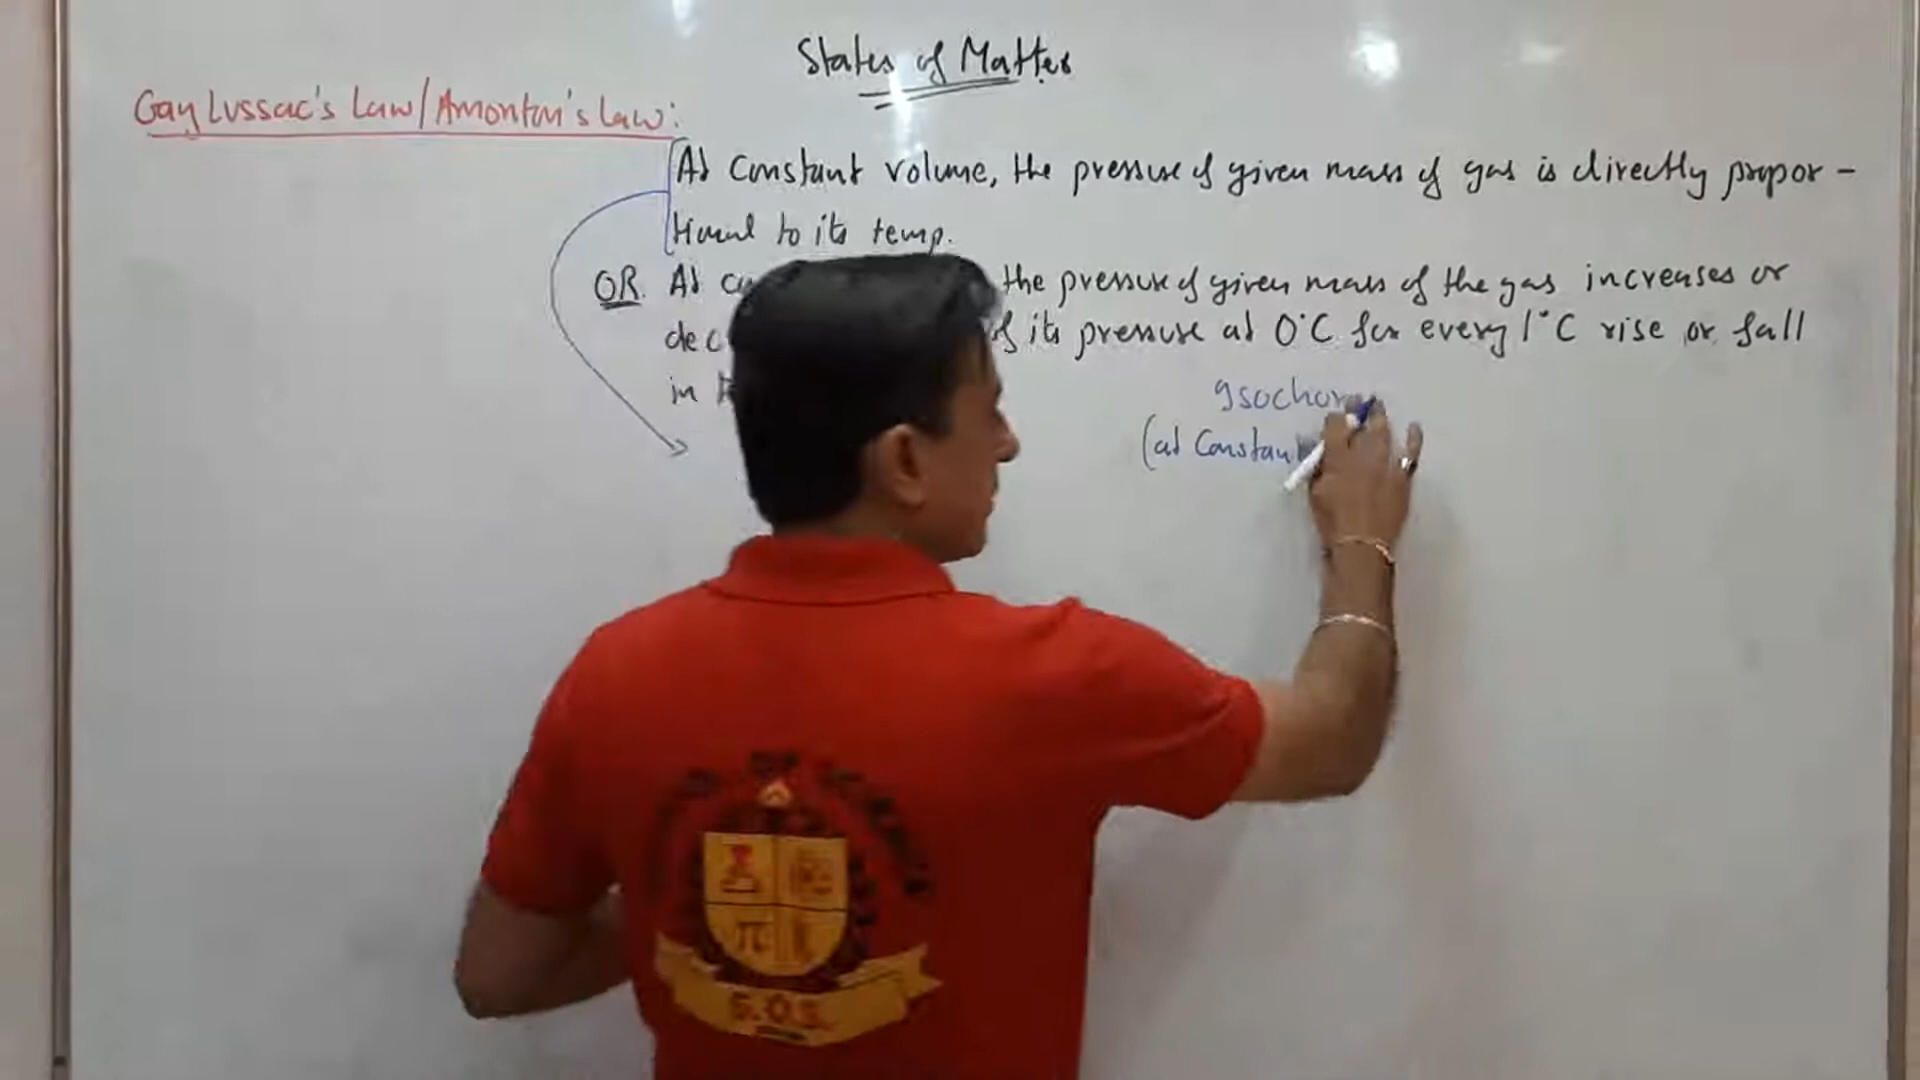 States of Matter
Gay Lussac's Law/Amonton's Law:
At constant volume, the pressure of given mass of gas is directly propor-
tional to its temp.
OR. At the pressure of given mass of the gas increases or
dec of its pressure at 0°C for every 1°C rise or fall
in
Isochor
(at Constan
π
S.O.S.